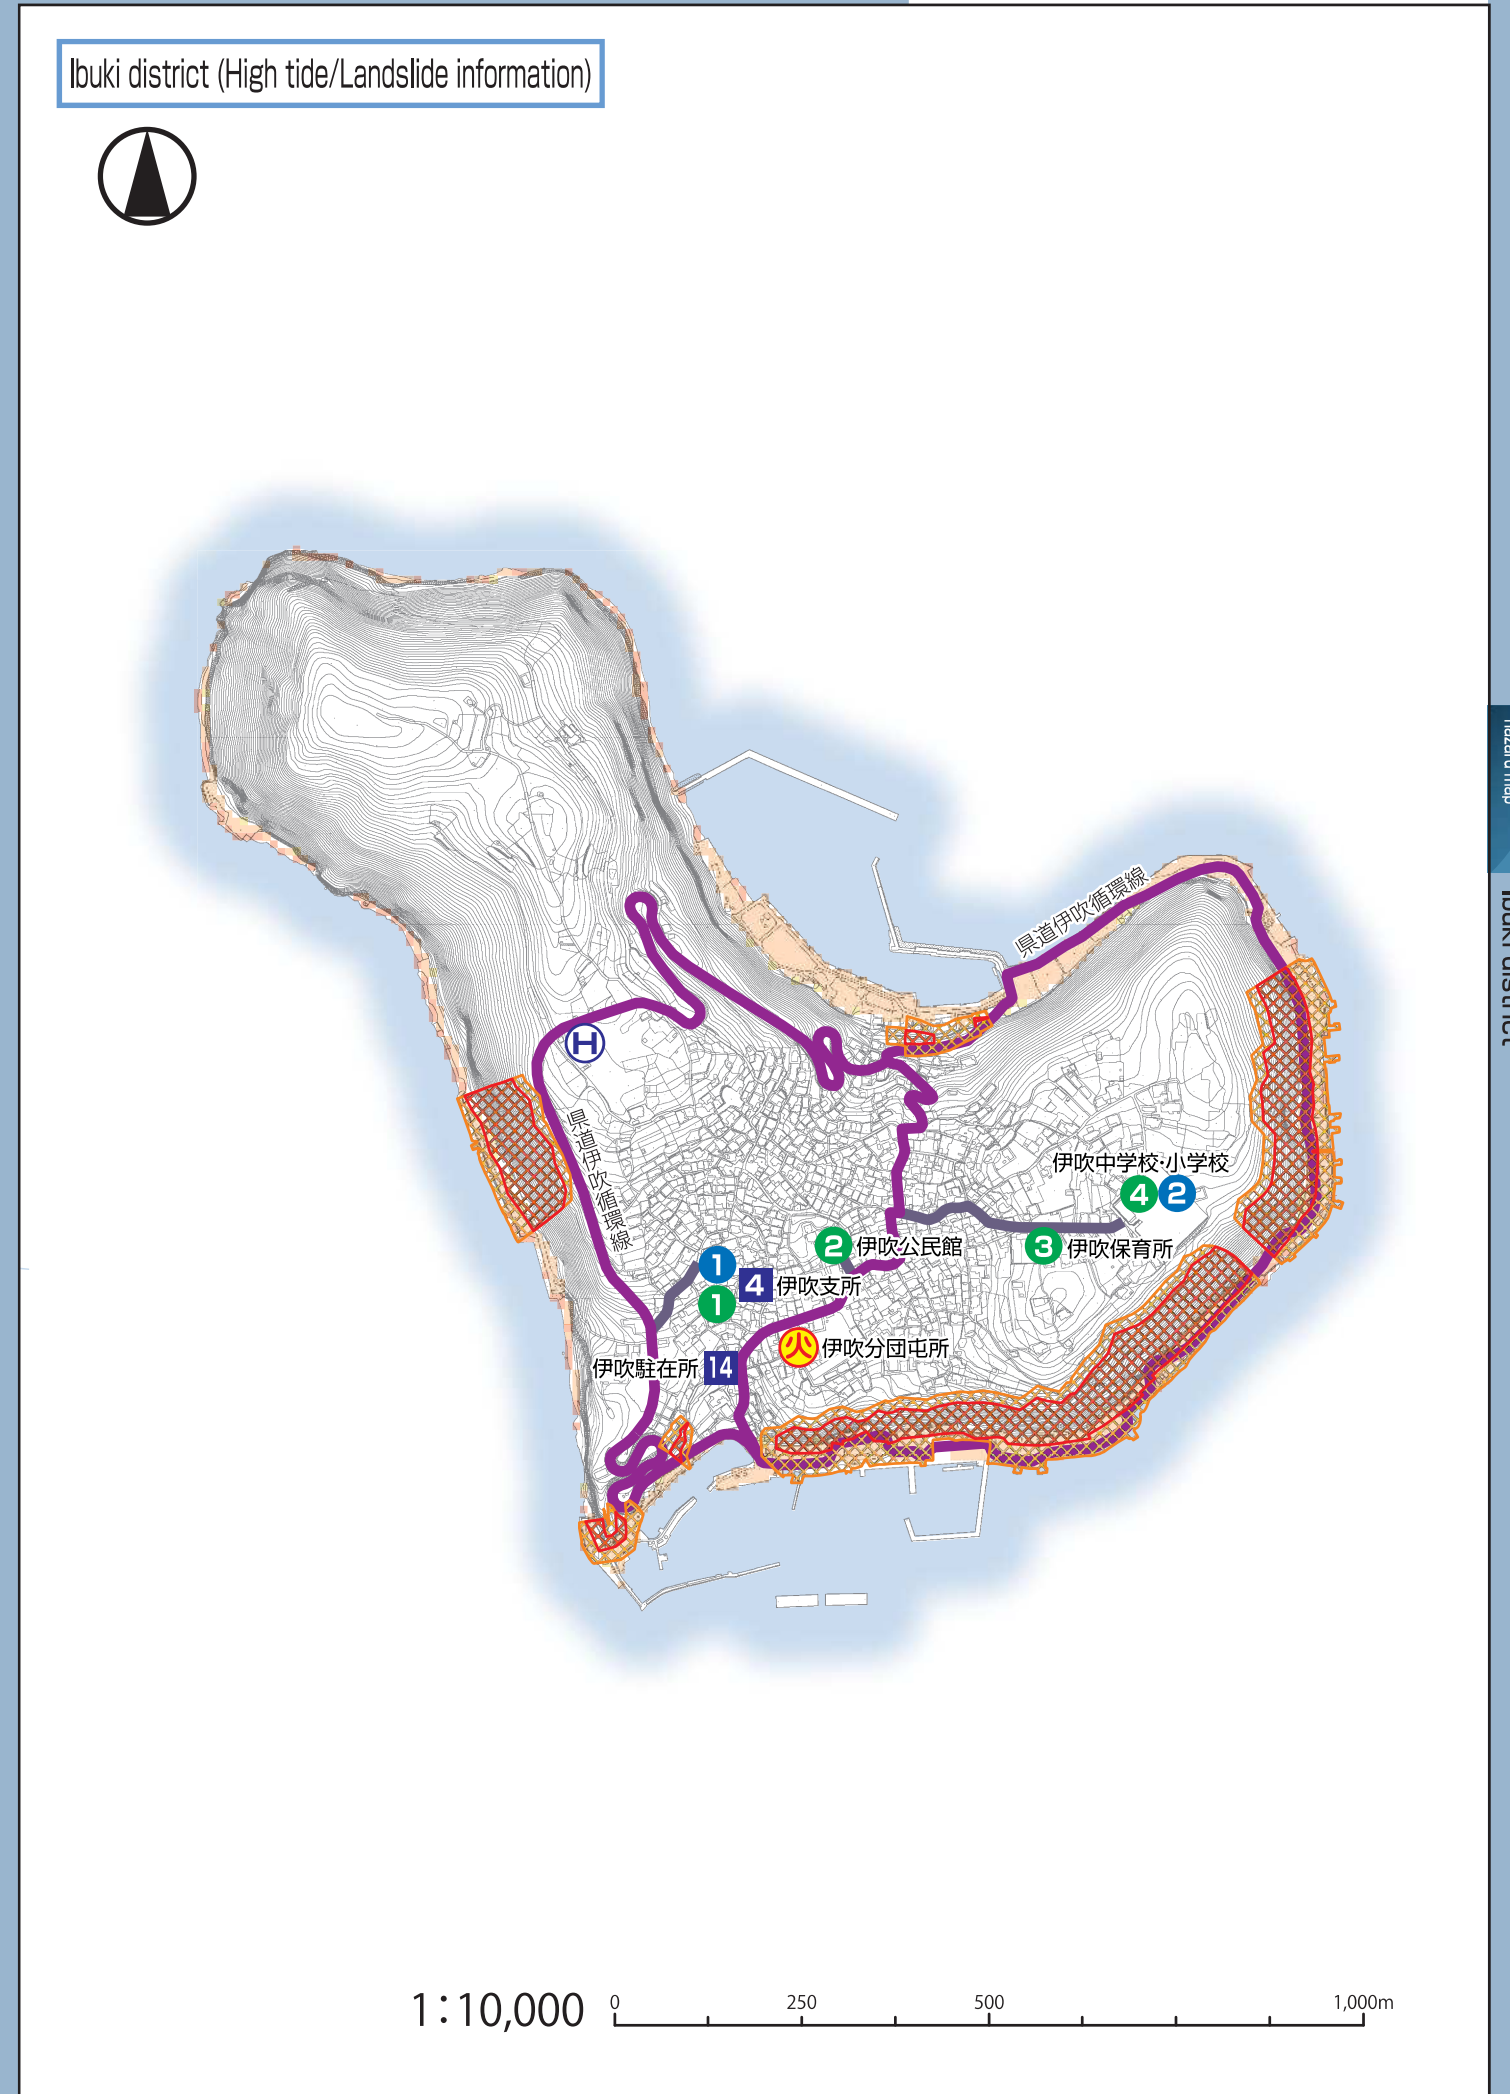 Ibuki district (High tide/Landslide information)
県道伊吹循環線
H
県道伊吹循環線
伊吹中学校・小学校
4 2
2 伊吹公民館
3 伊吹保育所
1
4 伊吹支所
1
火 伊吹分団屯所
伊吹駐在所 14
Hazard map
Ibuki district
1：10,000
0 250 500 1,000m